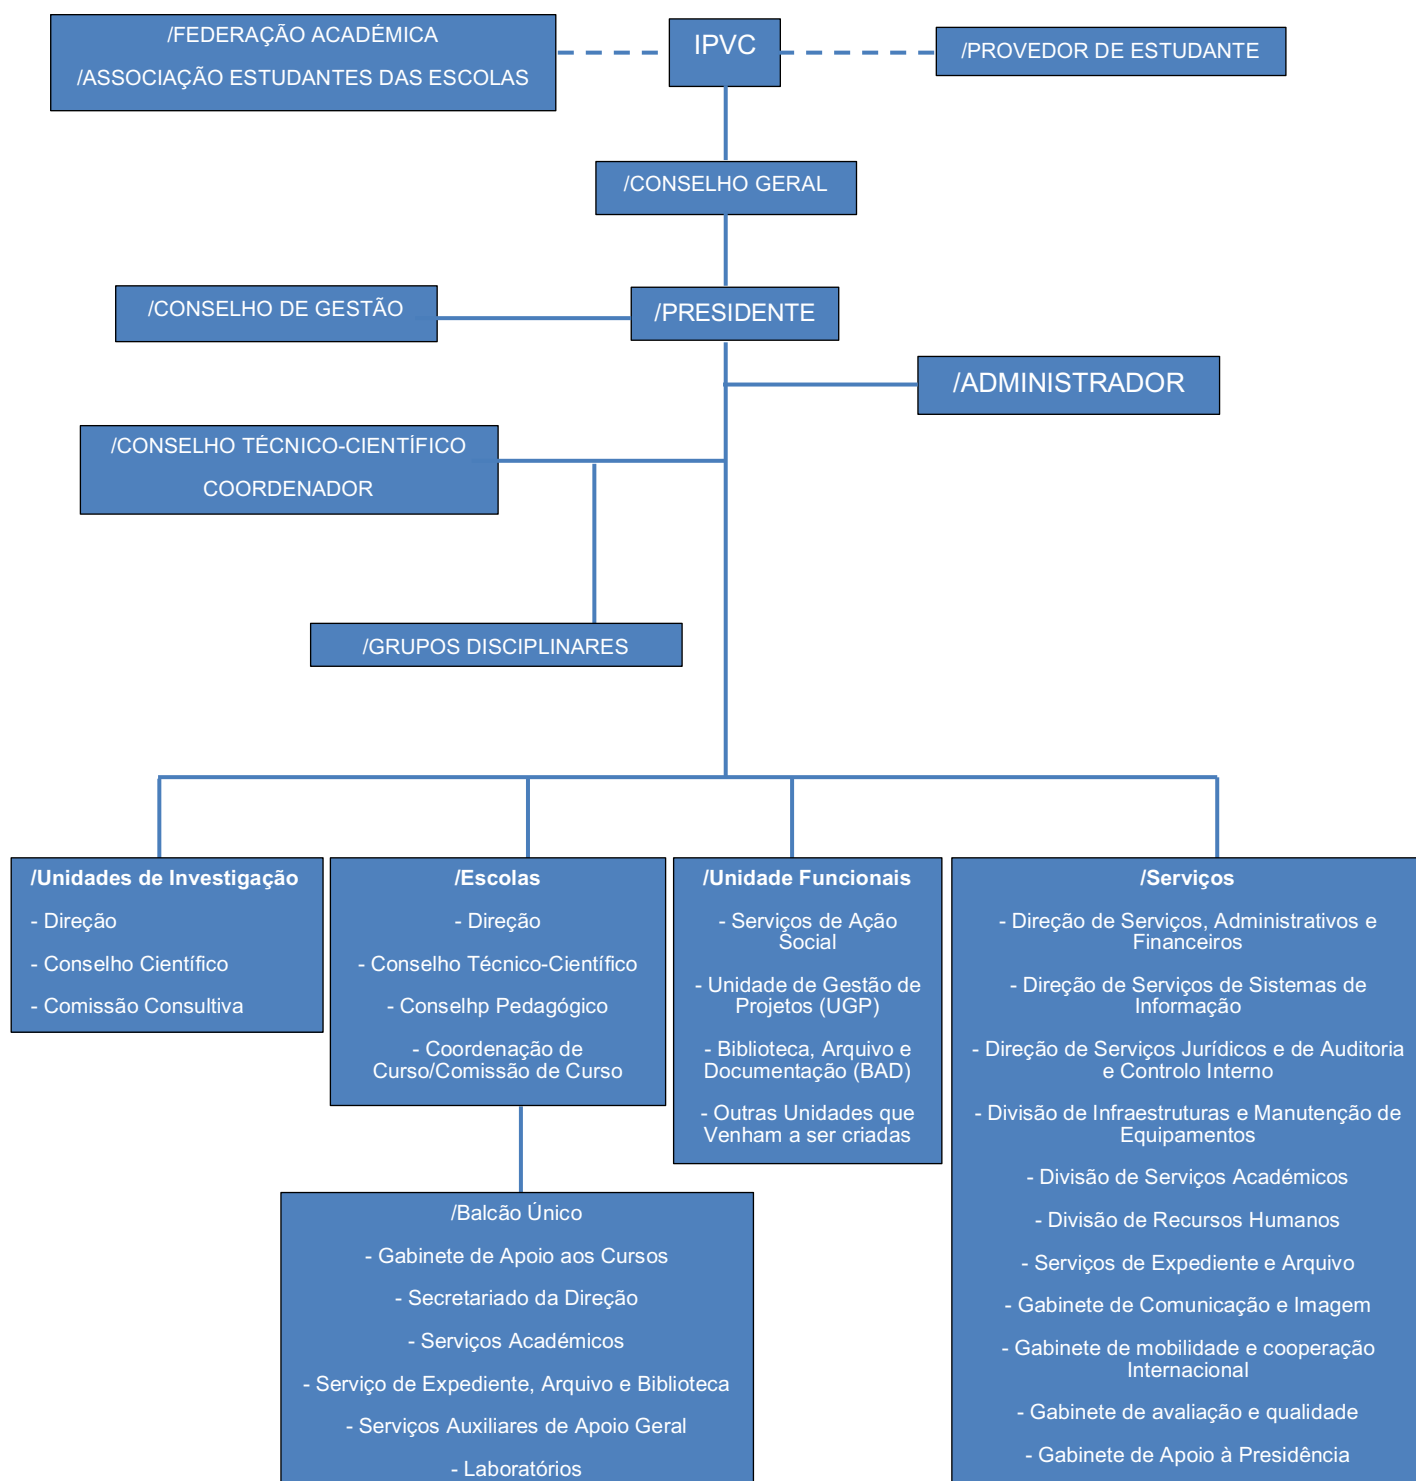 /FEDERAÇÃO ACADÉMICA
/ASSOCIAÇÃO ESTUDANTES DAS ESCOLAS
IPVC
/PROVEDOR DE ESTUDANTE
/CONSELHO GERAL
/CONSELHO DE GESTÃO
/PRESIDENTE
/ADMINISTRADOR
/CONSELHO TÉCNICO-CIENTÍFICO
COORDENADOR
/GRUPOS DISCIPLINARES
/Unidades de Investigação
- Direção
- Conselho Científico
- Comissão Consultiva
/Escolas
- Direção
- Conselho Técnico-Científico
- Conselhp Pedagógico
- Coordenação de
Curso/Comissão de Curso
/Balcão Único
- Gabinete de Apoio aos Cursos
- Secretariado da Direção
- Serviços Académicos
- Serviço de Expediente, Arquivo e Biblioteca
- Serviços Auxiliares de Apoio Geral
- Laboratórios
/Unidade Funcionais
- Serviços de Ação
Social
- Unidade de Gestão de
Projetos (UGP)
- Biblioteca, Arquivo e
Documentação (BAD)
- Outras Unidades que
Venham a ser criadas
/Serviços
- Direção de Serviços, Administrativos e
Financeiros
- Direção de Serviços de Sistemas de
Informação
- Direção de Serviços Jurídicos e de Auditoria
e Controlo Interno
- Divisão de Infraestruturas e Manutenção de
Equipamentos
- Divisão de Serviços Académicos
- Divisão de Recursos Humanos
- Serviços de Expediente e Arquivo
- Gabinete de Comunicação e Imagem
- Gabinete de mobilidade e cooperação
Internacional
- Gabinete de avaliação e qualidade
- Gabinete de Apoio à Presidência